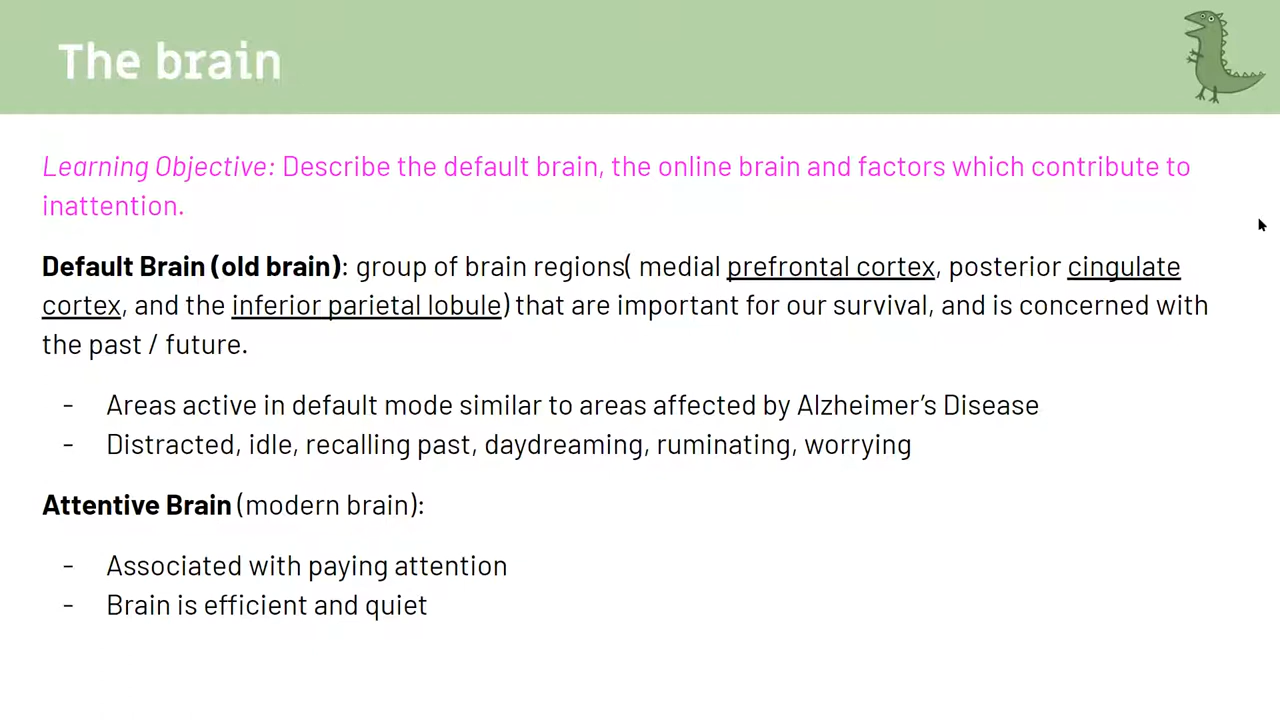 The brain
Learning Objective: Describe the default brain, the online brain and factors which contribute to
inattention.
Default Brain (old brain): group of brain regions( medial prefrontal cortex, posterior cingulate
cortex, and the inferior parietal lobule) that are important for our survival, and is concerned with
the past / future.
- Areas active in default mode similar to areas affected by Alzheimer's Disease
- Distracted, idle, recalling past, daydreaming, ruminating, worrying
Attentive Brain (modern brain):
- Associated with paying attention
- Brain is efficient and quiet